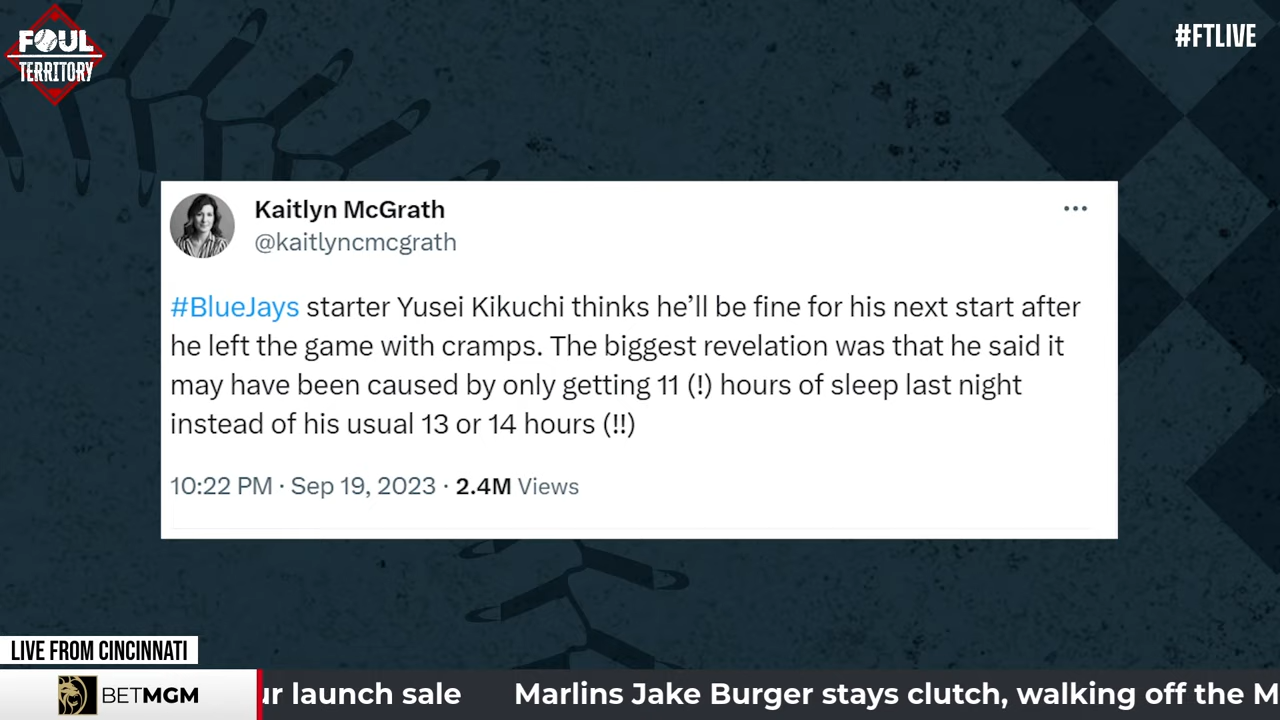 FOUL
TERRITORY
#FTLIVE
Kaitlyn McGrath
@kaitlyncmcgrath
#BlueJays starter Yusei Kikuchi thinks he’ll be fine for his next start after
he left the game with cramps. The biggest revelation was that he said it
may have been caused by only getting 11 (!) hours of sleep last night
instead of his usual 13 or 14 hours (!!)
10:22 PM · Sep 19, 2023 · 2.4M Views
LIVE FROM CINCINNATI
BETMGM
ur launch sale Marlins Jake Burger stays clutch, walking off the M